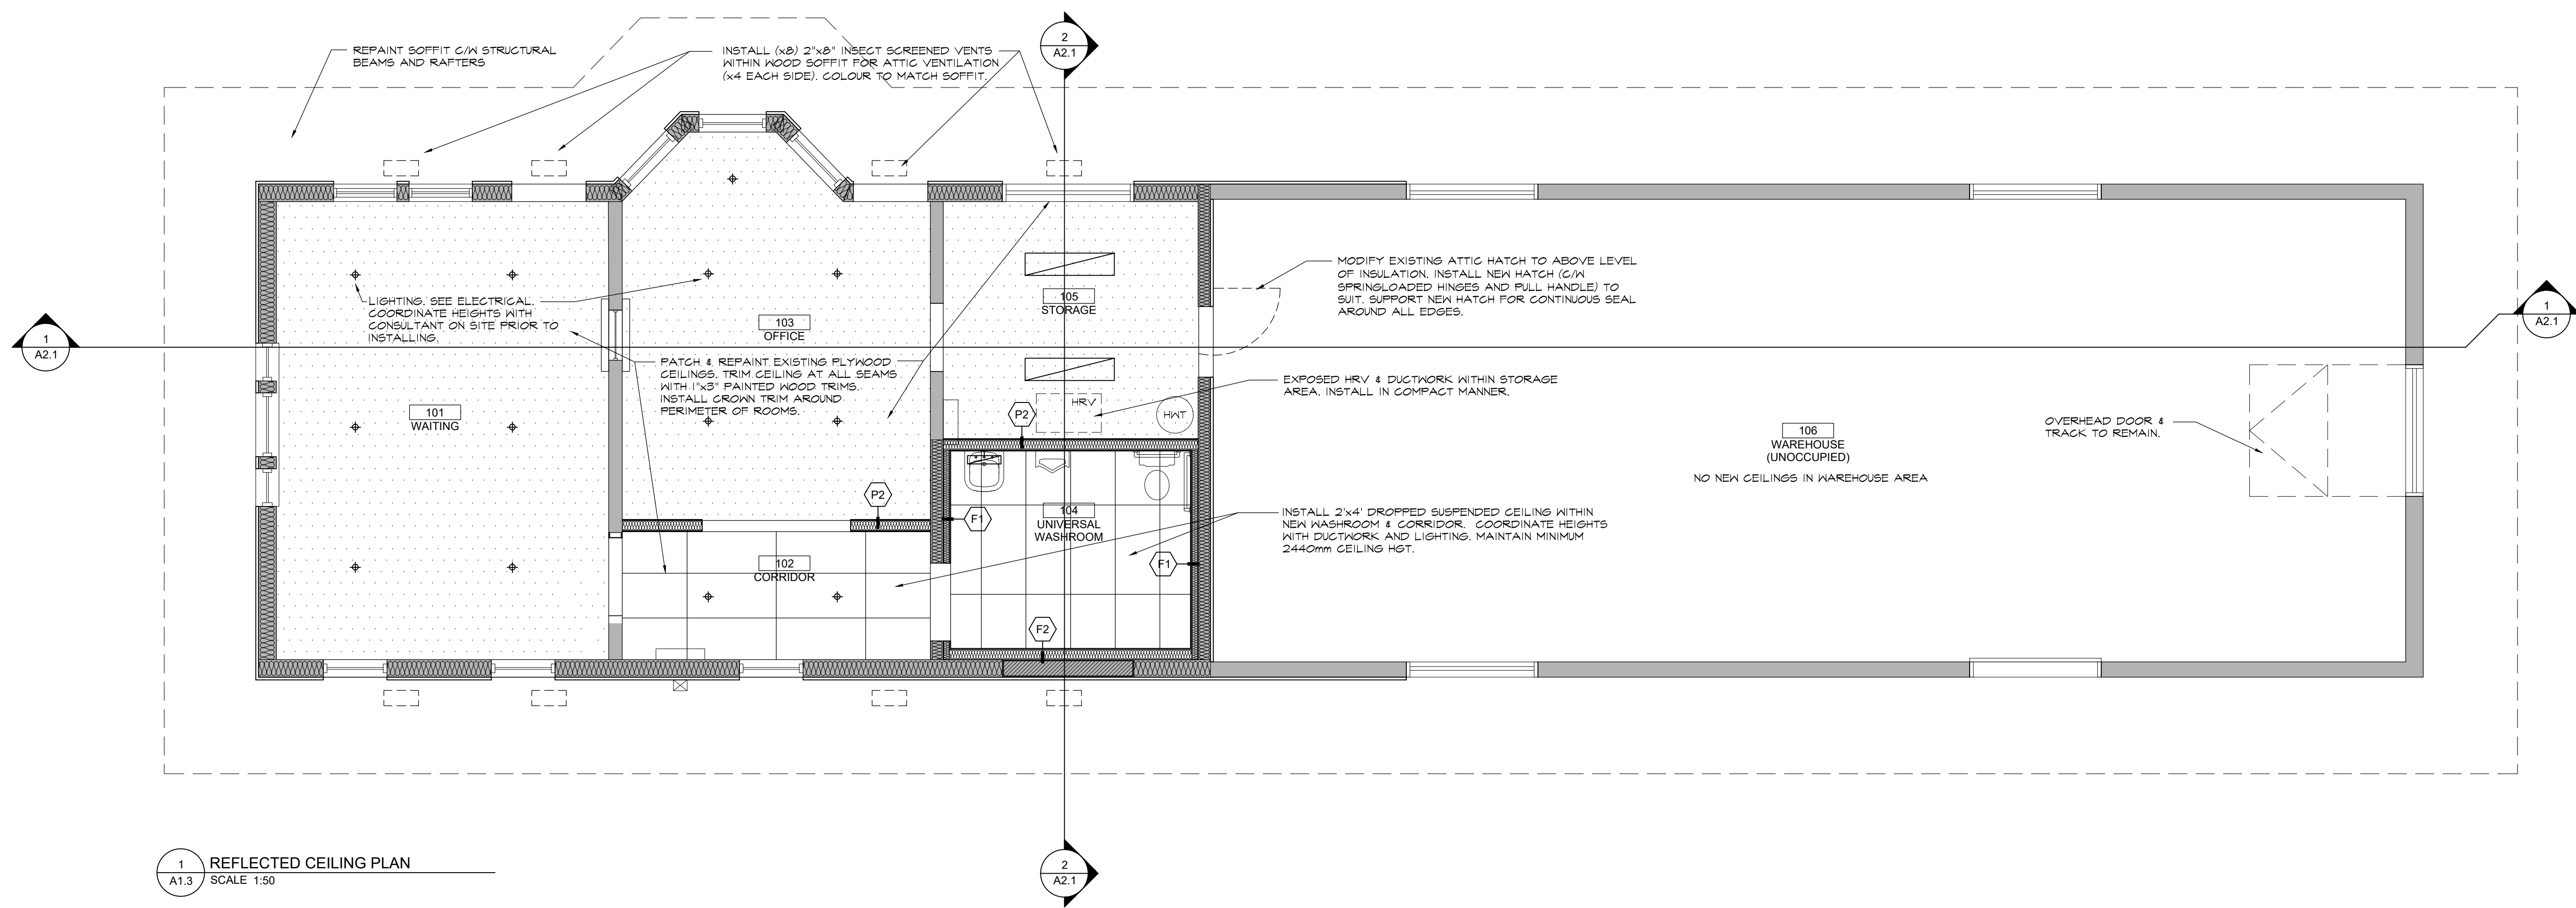 REPAINT SOFFIT C/W STRUCTURAL
BEAMS AND RAFTERS
INSTALL (x8) 2"x8" INSECT SCREENED VENTS
WITHIN WOOD SOFFIT FOR ATTIC VENTILATION
(x4 EACH SIDE). COLOUR TO MATCH SOFFIT.
2
A2.1
MODIFY EXISTING ATTIC HATCH TO ABOVE LEVEL
OF INSULATION. INSTALL NEW HATCH (C/W
SPRINGLOADED HINGES AND PULL HANDLE) TO
SUIT. SUPPORT NEW HATCH FOR CONTINUOUS SEAL
AROUND ALL EDGES.
LIGHTING. SEE ELECTRICAL.
COORDINATE HEIGHTS WITH
CONSULTANT ON SITE PRIOR TO
INSTALLING.
103
OFFICE
105
STORAGE
1
A2.1
1
A2.1
PATCH & REPAINT EXISTING PLYWOOD
CEILINGS. TRIM CEILING AT ALL SEAMS
WITH 1"x3" PAINTED WOOD TRIMS.
INSTALL CROWN TRIM AROUND
PERIMETER OF ROOMS.
EXPOSED HRV & DUCTWORK WITHIN STORAGE
AREA. INSTALL IN COMPACT MANNER.
101
WAITING
P2
HRV
HWT
106
WAREHOUSE
(UNOCCUPIED)
NO NEW CEILINGS IN WAREHOUSE AREA
OVERHEAD DOOR &
TRACK TO REMAIN.
P2
F1
104
UNIVERSAL
WASHROOM
F1
INSTALL 2'x4' DROPPED SUSPENDED CEILING WITHIN
NEW WASHROOM & CORRIDOR. COORDINATE HEIGHTS
WITH DUCTWORK AND LIGHTING. MAINTAIN MINIMUM
2440mm CEILING HGT.
102
CORRIDOR
F2
1
A1.3
REFLECTED CEILING PLAN
SCALE 1:50
2
A2.1